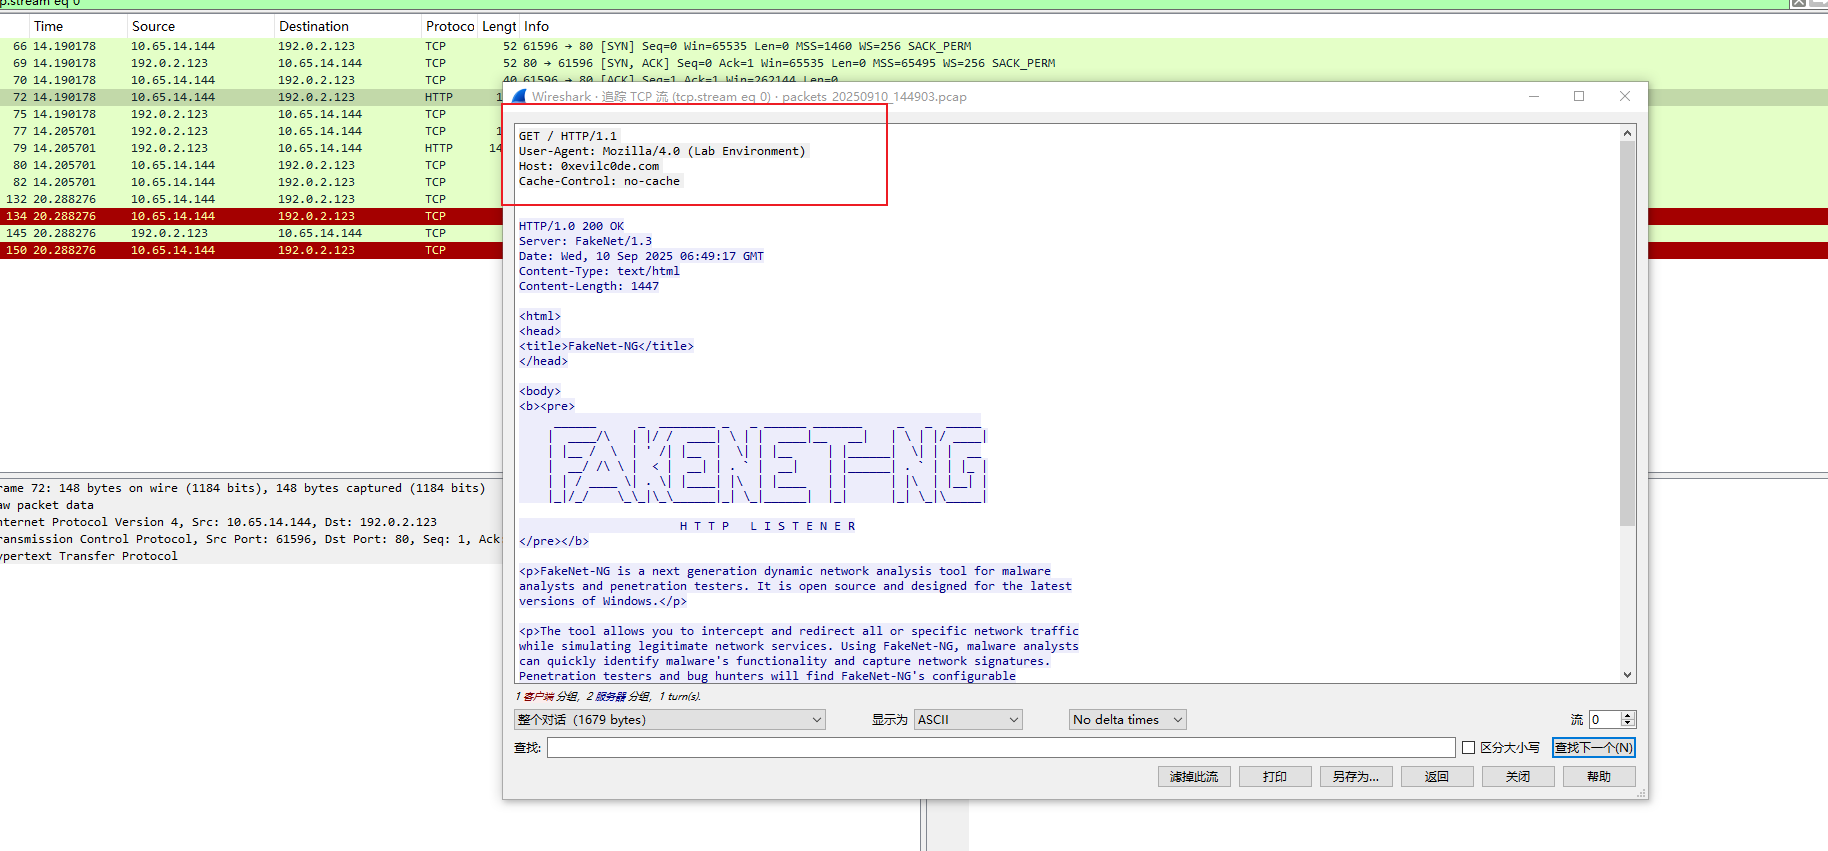 p.stream eq 0
Time Source Destination Protoco Lengt Info
66 14.190178 10.65.14.144 192.0.2.123 TCP 52 61596 → 80 [SYN] Seq=0 Win=65535 Len=0 MSS=1460 WS=256 SACK_PERM
69 14.190178 192.0.2.123 10.65.14.144 TCP 52 80 → 61596 [SYN, ACK] Seq=0 Ack=1 Win=65535 Len=0 MSS=65495 WS=256 SACK_PERM
70 14.190178 10.65.14.144 192.0.2.123 TCP 40 61596 → 80 [ACK] Seq=1 Ack=1 Win=262144 Len=0
72 14.190178 10.65.14.144 192.0.2.123 HTTP 1
75 14.190178 192.0.2.123 10.65.14.144 TCP
77 14.205701 192.0.2.123 10.65.14.144 TCP 1
79 14.205701 192.0.2.123 10.65.14.144 HTTP 14
80 14.205701 10.65.14.144 192.0.2.123 TCP
82 14.205701 10.65.14.144 192.0.2.123 TCP
132 20.288276 10.65.14.144 192.0.2.123 TCP
134 20.288276 10.65.14.144 192.0.2.123 TCP
145 20.288276 192.0.2.123 10.65.14.144 TCP
150 20.288276 10.65.14.144 192.0.2.123 TCP
rame 72: 148 bytes on wire (1184 bits), 148 bytes captured (1184 bits)
aw packet data
nternet Protocol Version 4, Src: 10.65.14.144, Dst: 192.0.2.123
ransmission Control Protocol, Src Port: 61596, Dst Port: 80, Seq: 1, Ack
ypertext Transfer Protocol
Wireshark · 追踪 TCP 流 (tcp.stream eq 0) · packets_20250910_144903.pcap
GET / HTTP/1.1
User-Agent: Mozilla/4.0 (Lab Environment)
Host: 0xevilc0de.com
Cache-Control: no-cache
HTTP/1.0 200 OK
Server: FakeNet/1.3
Date: Wed, 10 Sep 2025 06:49:17 GMT
Content-Type: text/html
Content-Length: 1447
<html>
<head>
<title>FakeNet-NG</title>
</head>
<body>
<b><pre>
FAKENET-NG
H T T P   L I S T E N E R
</pre></b>
<p>FakeNet-NG is a next generation dynamic network analysis tool for malware
analysts and penetration testers. It is open source and designed for the latest
versions of Windows.</p>
<p>The tool allows you to intercept and redirect all or specific network traffic
while simulating legitimate network services. Using FakeNet-NG, malware analysts
can quickly identify malware's functionality and capture network signatures.
Penetration testers and bug hunters will find FakeNet-NG's configurable
1 客户端 分组, 2 服务器 分组, 1 turn(s).
整个对话 (1679 bytes) 显示为 ASCII No delta times 流 0
查找: 区分大小写 查找下一个(N)
滤掉此流 打印 另存为... 返回 关闭 帮助